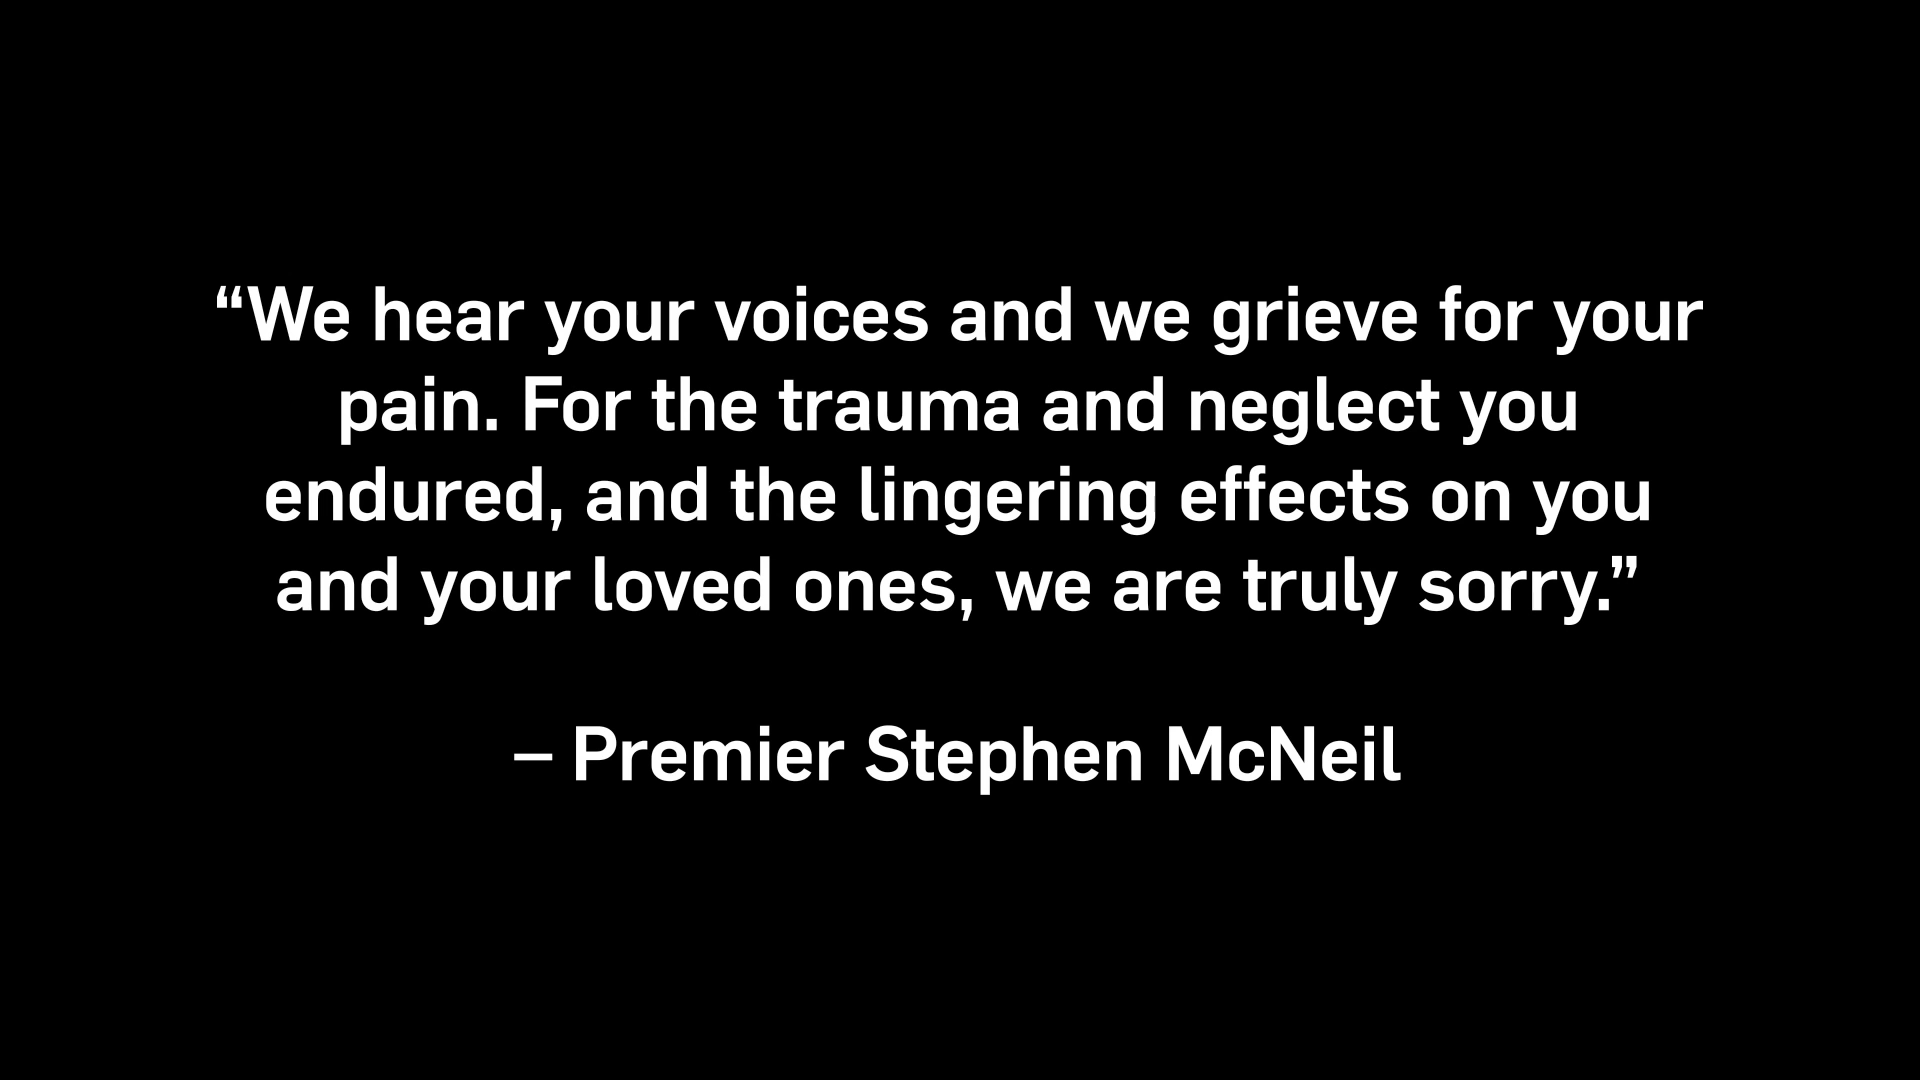 “We hear your voices and we grieve for your
pain. For the trauma and neglect you
endured, and the lingering effects on you
and your loved ones, we are truly sorry.”
– Premier Stephen McNeil